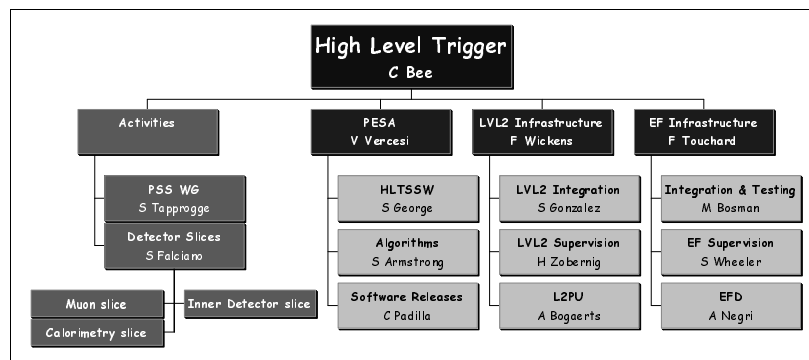 High Level Trigger
C Bee
Activities
PESA
V Vercesi
LVL2 Infrastructure
F Wickens
EF Infrastructure
F Touchard
PSS WG
S Tapprogge
HLTSSW
S George
LVL2 Integration
S Gonzalez
Integration & Testing
M Bosman
Detector Slices
S Falciano
Algorithms
S Armstrong
LVL2 Supervision
H Zobernig
EF Supervision
S Wheeler
Muon slice
Inner Detector slice
Calorimetry slice
Software Releases
C Padilla
L2PU
A Bogaerts
EFD
A Negri